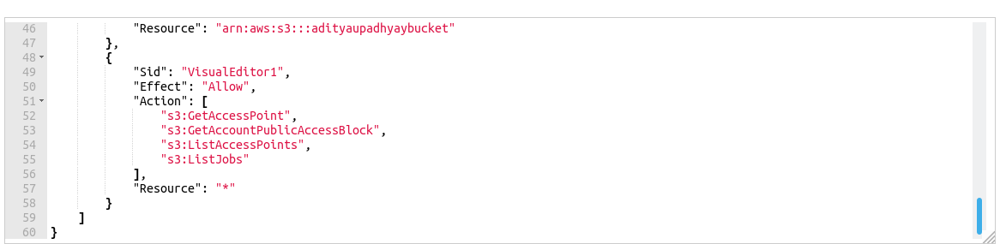 46 "Resource": "arn:aws:s3:::adityaupadhyaybucket"
47 },
48 {
49 "Sid": "VisualEditor1",
50 "Effect": "Allow",
51 "Action": [
52 "s3:GetAccessPoint",
53 "s3:GetAccountPublicAccessBlock",
54 "s3:ListAccessPoints",
55 "s3:ListJobs"
56 ],
57 "Resource": "*"
58 }
59 ]
60 }